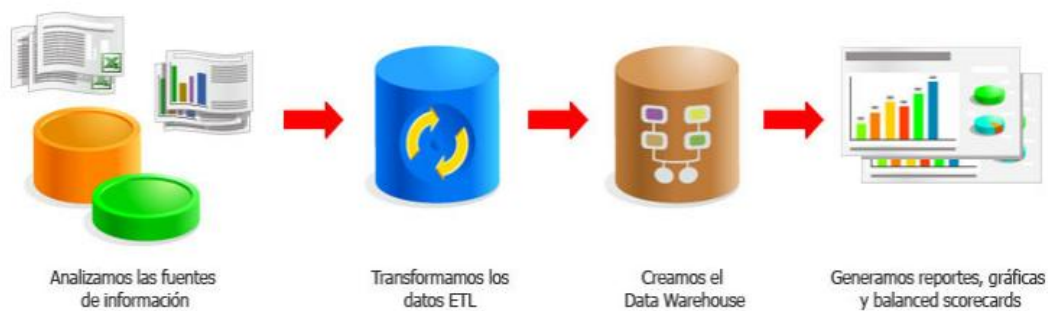 Analizamos las fuentes
de información
Transformamos los
datos ETL
Creamos el
Data Warehouse
Generamos reportes, gráficas
y balanced scorecards